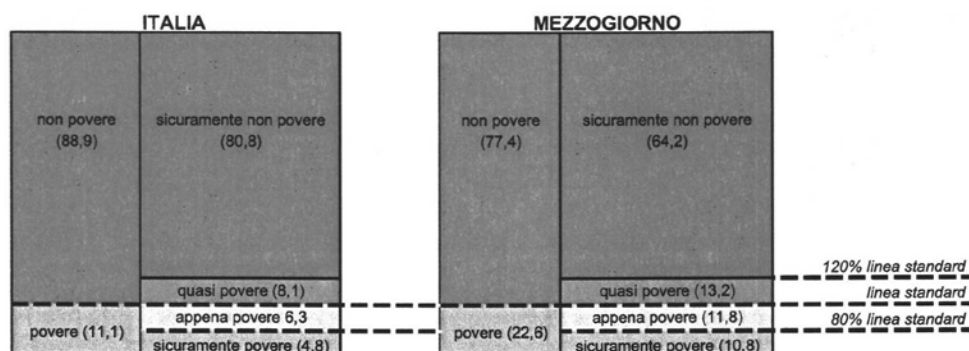 ITALIA
non povere
(88,9)
sicuramente non povere
(80,8)
quasi povere (8,1)
povere (11,1)
appena povere 6,3
sicuramente povere (4,8)
MEZZOGIORNO
non povere
(77,4)
sicuramente non povere
(64,2)
quasi povere (13,2)
povere (22,6)
appena povere (11,8)
sicuramente povere (10,8)
120% linea standard
linea standard
80% linea standard